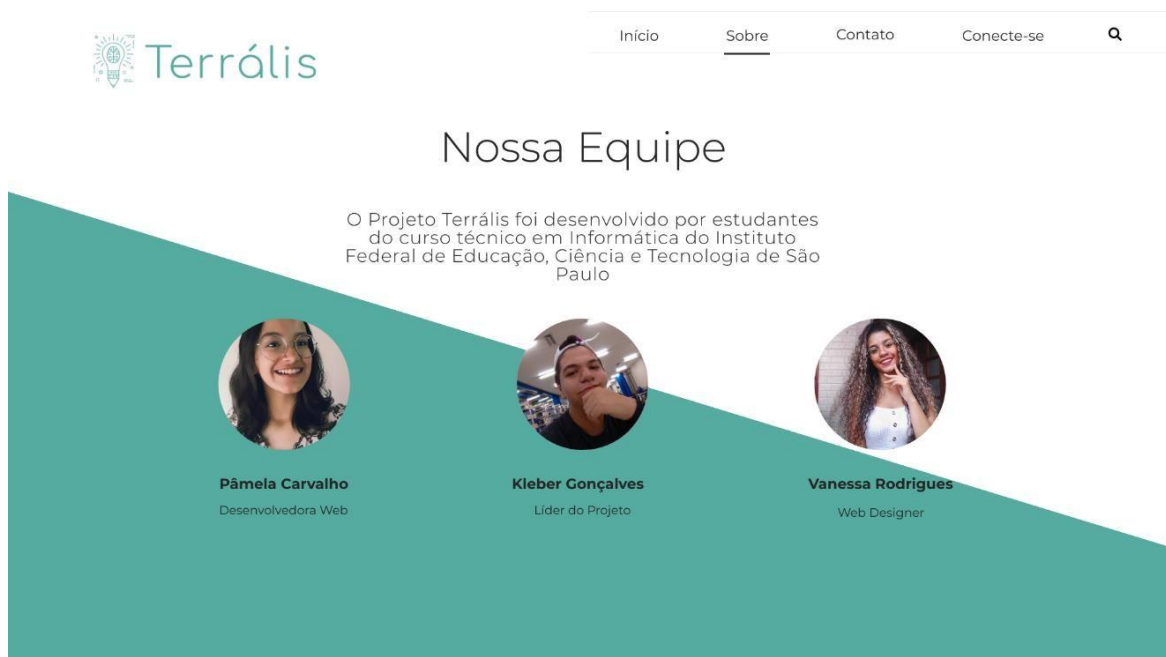 Terrális
Início Sobre Contato Conecte-se
Nossa Equipe
O Projeto Terrális foi desenvolvido por estudantes
do curso técnico em Informática do Instituto
Federal de Educação, Ciência e Tecnologia de São
Paulo
Pâmela Carvalho
Desenvolvedora Web
Kleber Gonçalves
Líder do Projeto
Vanessa Rodrigues
Web Designer